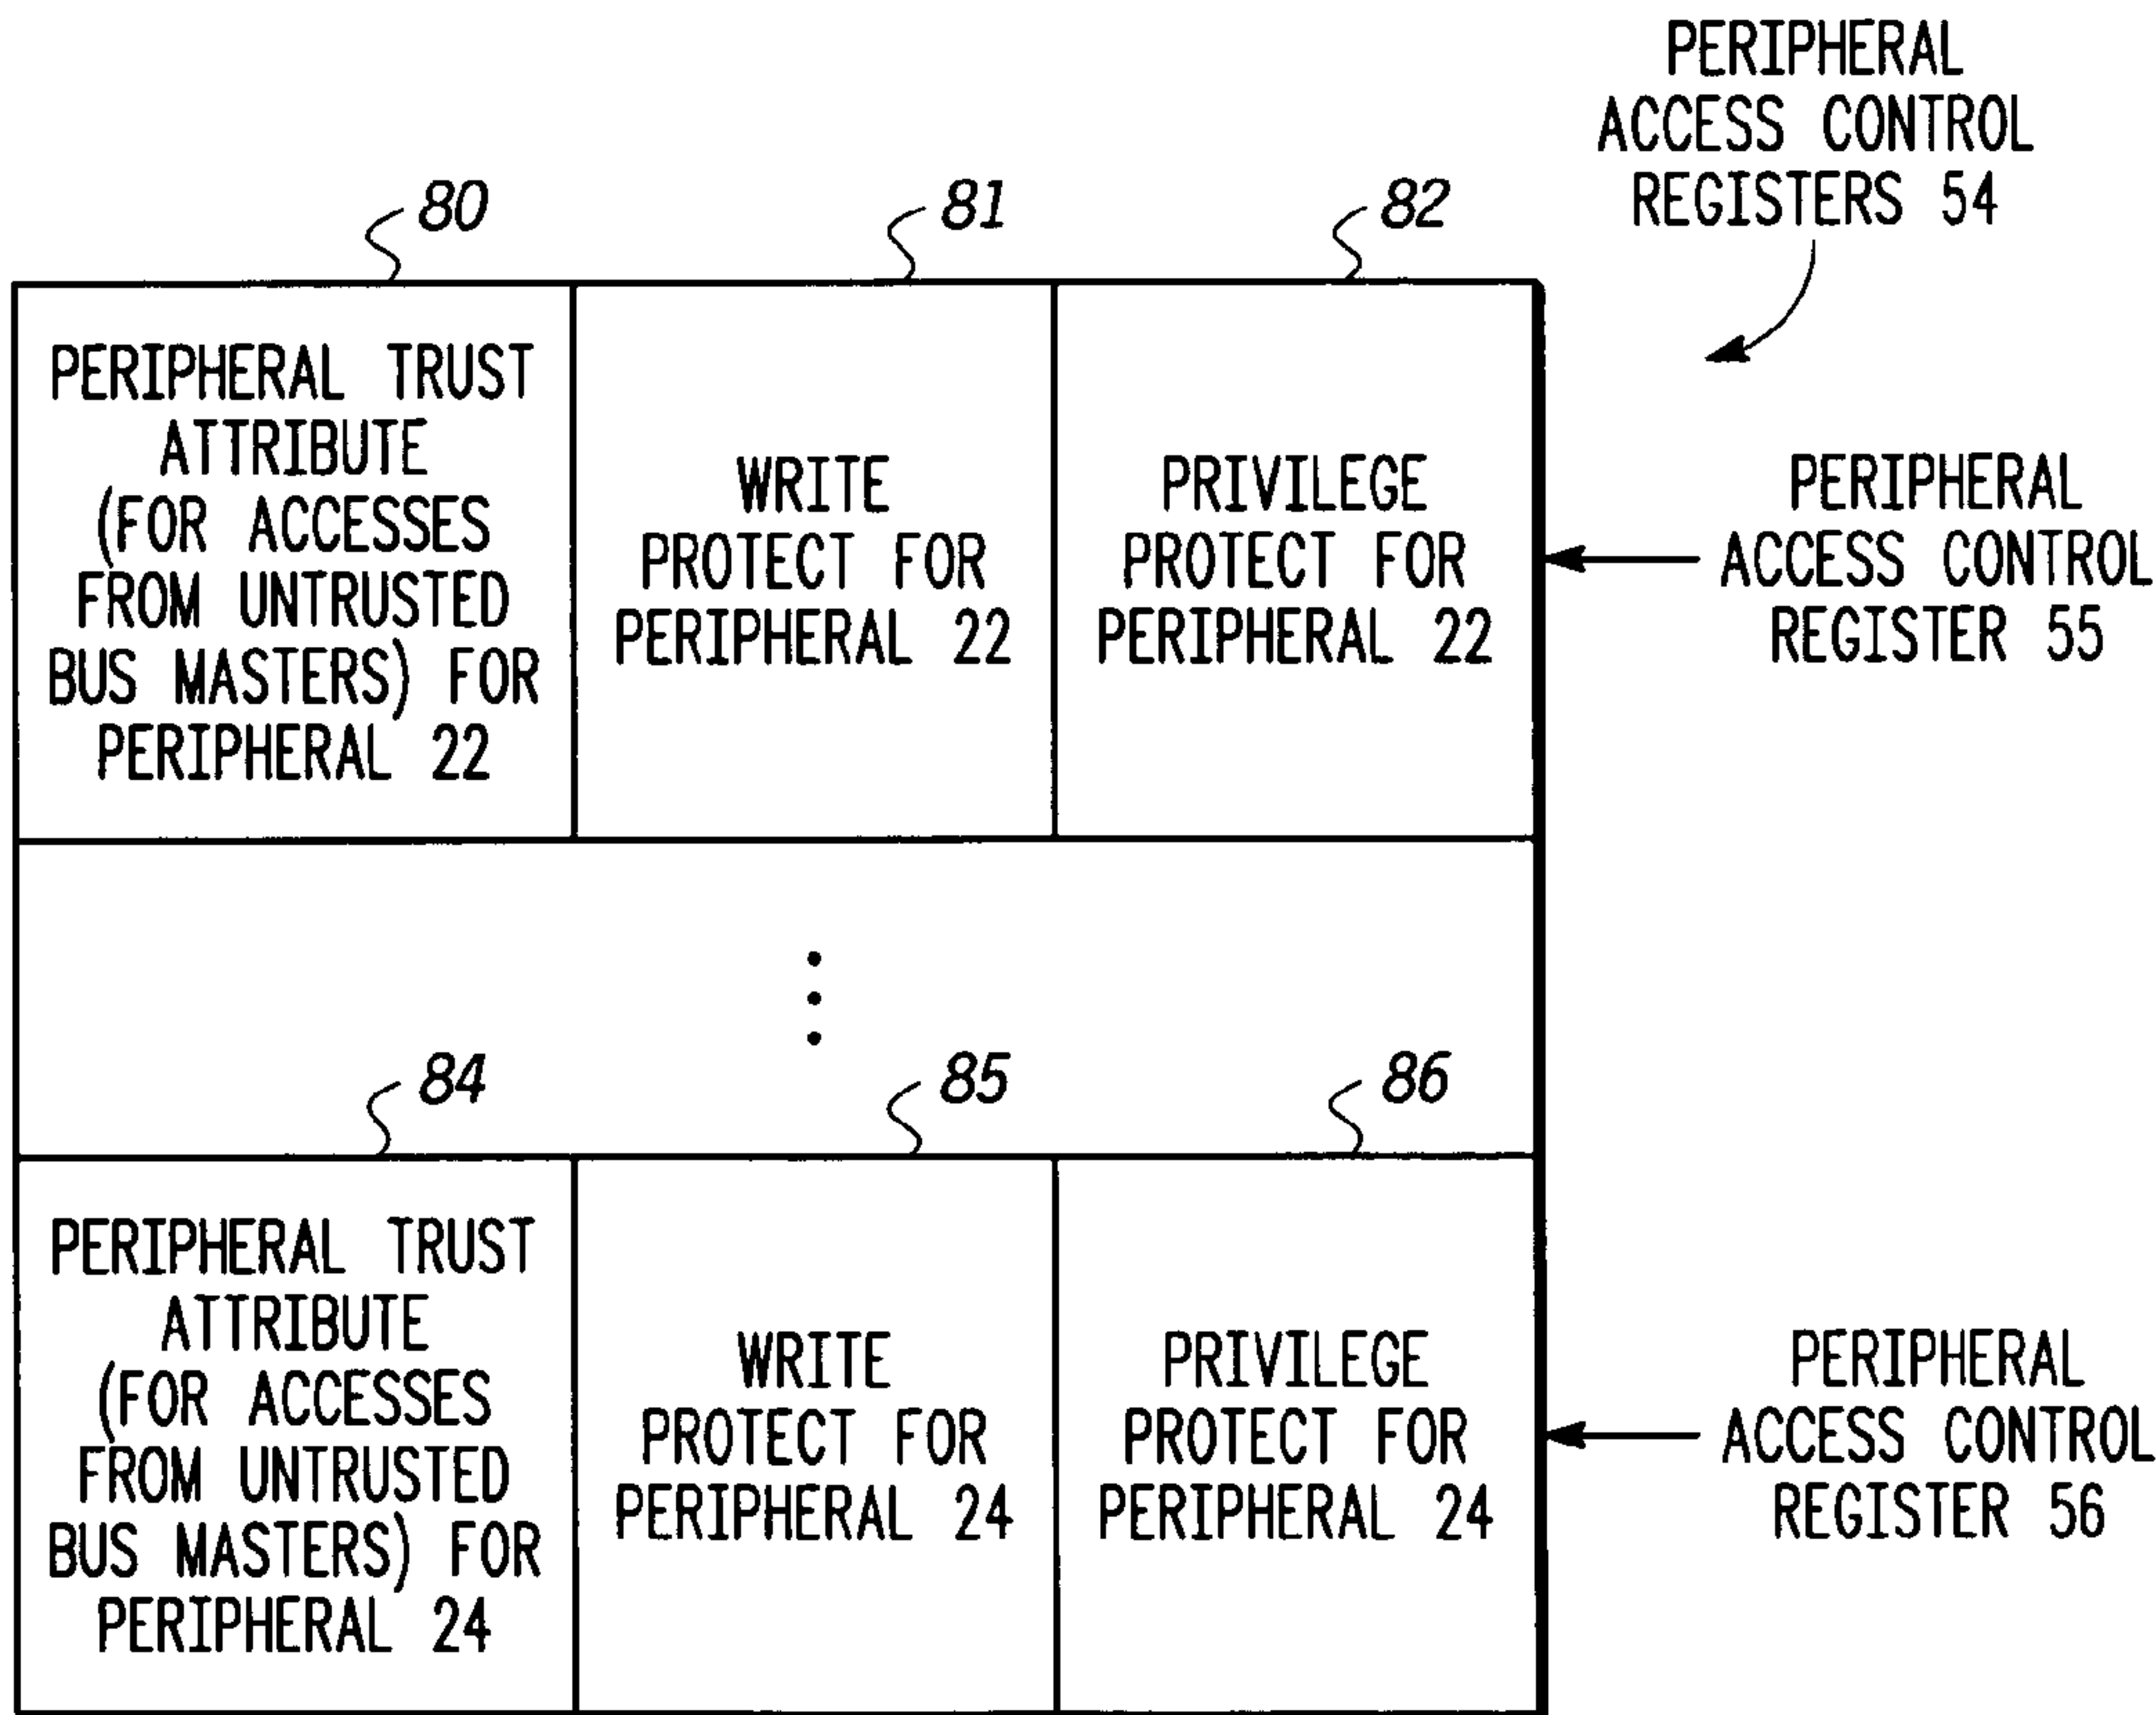 PERIPHERAL
ACCESS CONTROL
REGISTERS 54
80
81
82
PERIPHERAL TRUST
ATTRIBUTE
(FOR ACCESSES
FROM UNTRUSTED
BUS MASTERS) FOR
PERIPHERAL 22
WRITE
PROTECT FOR
PERIPHERAL 22
PRIVILEGE
PROTECT FOR
PERIPHERAL 22
PERIPHERAL
ACCESS CONTROL
REGISTER 55
84
85
86
PERIPHERAL TRUST
ATTRIBUTE
(FOR ACCESSES
FROM UNTRUSTED
BUS MASTERS) FOR
PERIPHERAL 24
WRITE
PROTECT FOR
PERIPHERAL 24
PRIVILEGE
PROTECT FOR
PERIPHERAL 24
PERIPHERAL
ACCESS CONTROL
REGISTER 56